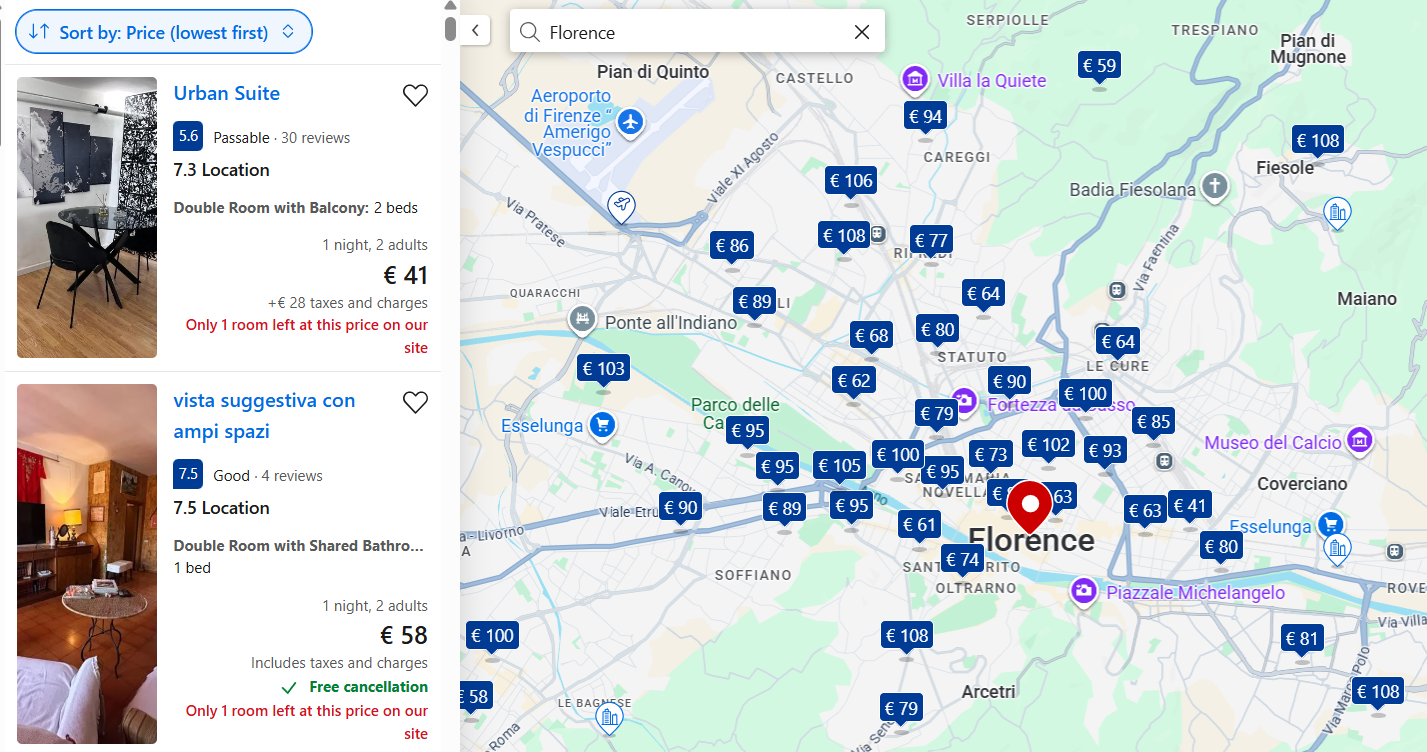 Sort by: Price (lowest first)
Urban Suite
5.6 Passable · 30 reviews
7.3 Location
Double Room with Balcony: 2 beds
1 night, 2 adults
€ 41
+€ 28 taxes and charges
Only 1 room left at this price on our
site
vista suggestiva con
ampi spazi
7.5 Good · 4 reviews
7.5 Location
Double Room with Shared Bathro...
1 bed
1 night, 2 adults
€ 58
Includes taxes and charges
Free cancellation
Only 1 room left at this price on our
site
Florence
SERPIOLLE
TRESPIANO
Pian di
Mugnone
Pian di Quinto
CASTELLO
€ 59
Villa la Quiete
Aeroporto
di Firenze “
Amerigo
Vespucci”
€ 94
€ 108
CAREGGI
Fiesole
Viale XI Agosto
€ 106
Badia Fiesolana
Via Pratese
€ 108
€ 77
€ 86
Via Faentina
QUARACCHI
€ 64
€ 89
Maiano
Ponte all'Indiano
€ 68
€ 80
€ 64
STATUTO
LE CURE
€ 103
€ 62
€ 90
€ 100
Parco delle
Fortezza da Basso
€ 79
Esselunga
€ 95
€ 85
€ 102
Museo del Calcio
€ 100
€ 73
€ 93
Via A. Cano
€ 95
€ 105
€ 95
NOVELLA
Coverciano
€ 90
€ 89
€ 95
63
€ 63
€ 41
Viale Etru
€ 61
Esselunga
a - Livorno
Florence
€ 80
€ 74
SOFFIANO
OLTRARNO
Piazzale Michelangelo
ROVE
Via Villa
€ 100
€ 108
€ 81
€ 58
Arcetri
€ 108
LE BAGNESE
€ 79
Via Sen
Roma
Via Marco Polo